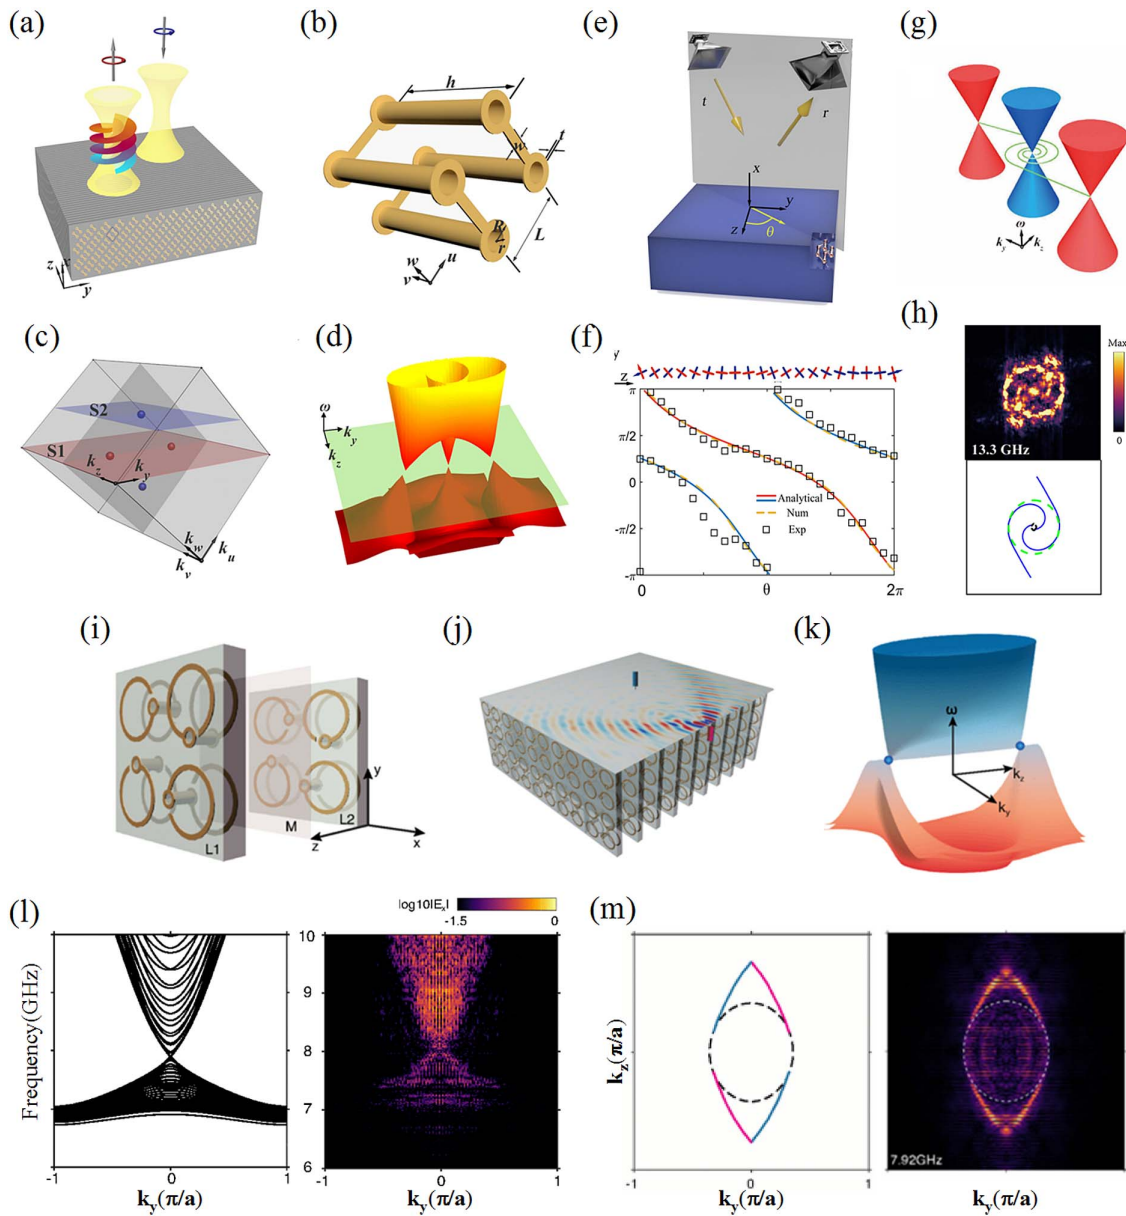 (a)
z x
y
(b)
h
w
t
R
r
L
w
u
v
(e)
t
r
x
y
z
θ
(g)
ω
k_y k_z
(c)
S2
S1
k_z
k_y
k_w
k_v
k_u
(d)
ω
k_y
k_z
(f)
y
z
π
π/2
0
-π/2
-π
Analytical
Num
Exp
0 θ 2π
(h)
Max
0
13.3 GHz
(i)
L1
M
L2
y
z
x
(j)
(k)
ω
k_z
k_y
(l)
log10|E_x|
-1.5 0
Frequency(GHz)
10
9
8
7
6
-1 0 1
-1 0 1
k_y(π/a)
k_y(π/a)
(m)
k_z(π/a)
7.92GHz
-1 0 1
k_y(π/a)
k_y(π/a)